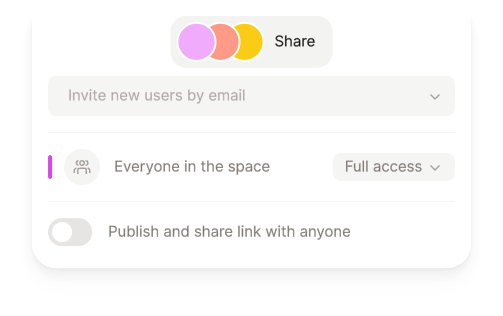 Share
Invite new users by email
Everyone in the space
Full access
Publish and share link with anyone